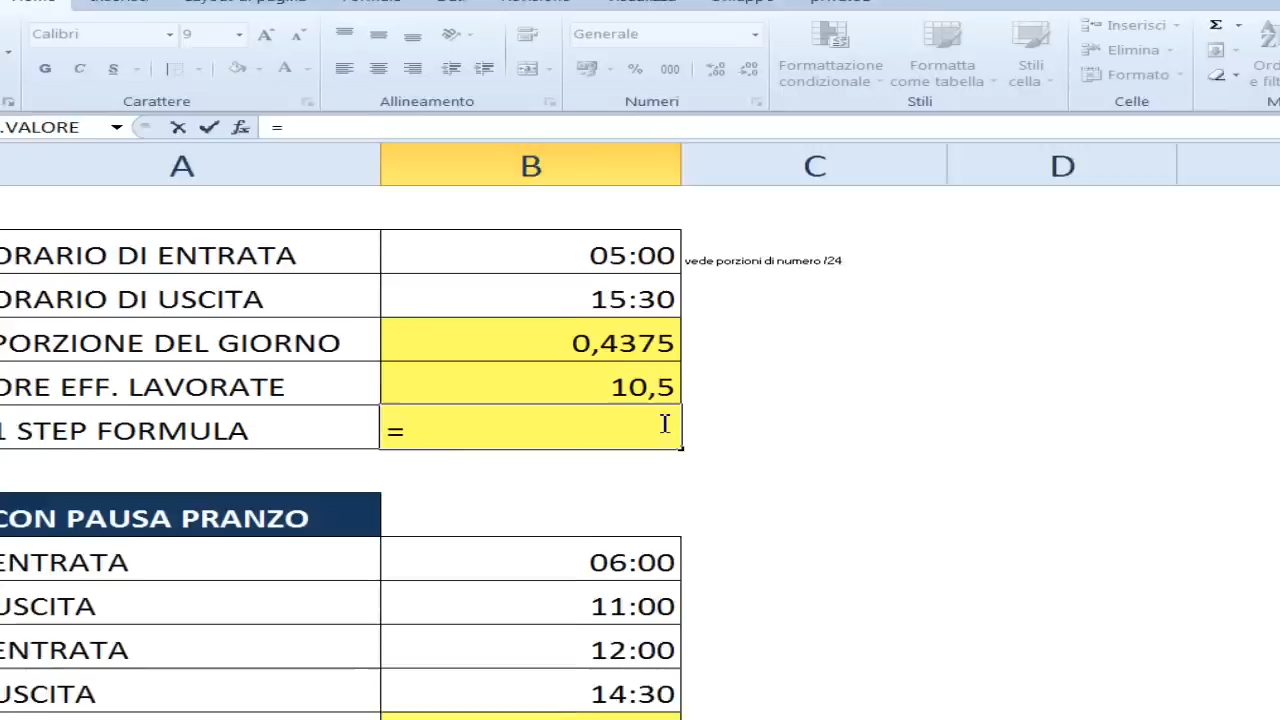 Calibri 9 Generale Inserisci Σ
Elimina
G C S % 000 Formattazione condizionale Formatta come tabella Stili cella Formato
Carattere Allineamento Numeri Stili Celle
.VALORE fx =
A B C D
ORARIO DI ENTRATA 05:00 vede porzioni di numero /24
ORARIO DI USCITA 15:30
PORZIONE DEL GIORNO 0,4375
ORE EFF. LAVORATE 10,5
1 STEP FORMULA =
CON PAUSA PRANZO
ENTRATA 06:00
USCITA 11:00
ENTRATA 12:00
USCITA 14:30